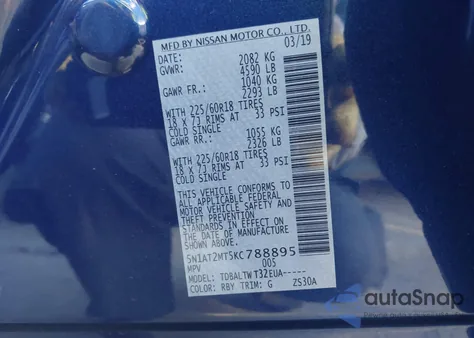 MFD BY NISSAN MOTOR CO., LTD.
DATE: 03/19
GVWR: 2082 KG
4590 LB
GAWR FR.: 1040 KG
2293 LB
WITH 225/60R18 TIRES
18 x 7J RIMS AT 33 PSI
COLD SINGLE
GAWR RR.: 1055 KG
2326 LB
WITH 225/60R18 TIRES
18 x 7J RIMS AT 33 PSI
COLD SINGLE
THIS VEHICLE CONFORMS TO
ALL APPLICABLE FEDERAL
MOTOR VEHICLE SAFETY AND
THEFT PREVENTION
STANDARDS IN EFFECT ON
THE DATE OF MANUFACTURE
SHOWN ABOVE.
5N1AT2MT5KC788895
MPV 005
TDBALTW T32EUA-----
COLOR: RBY TRIM: G ZS30A
autoSnap